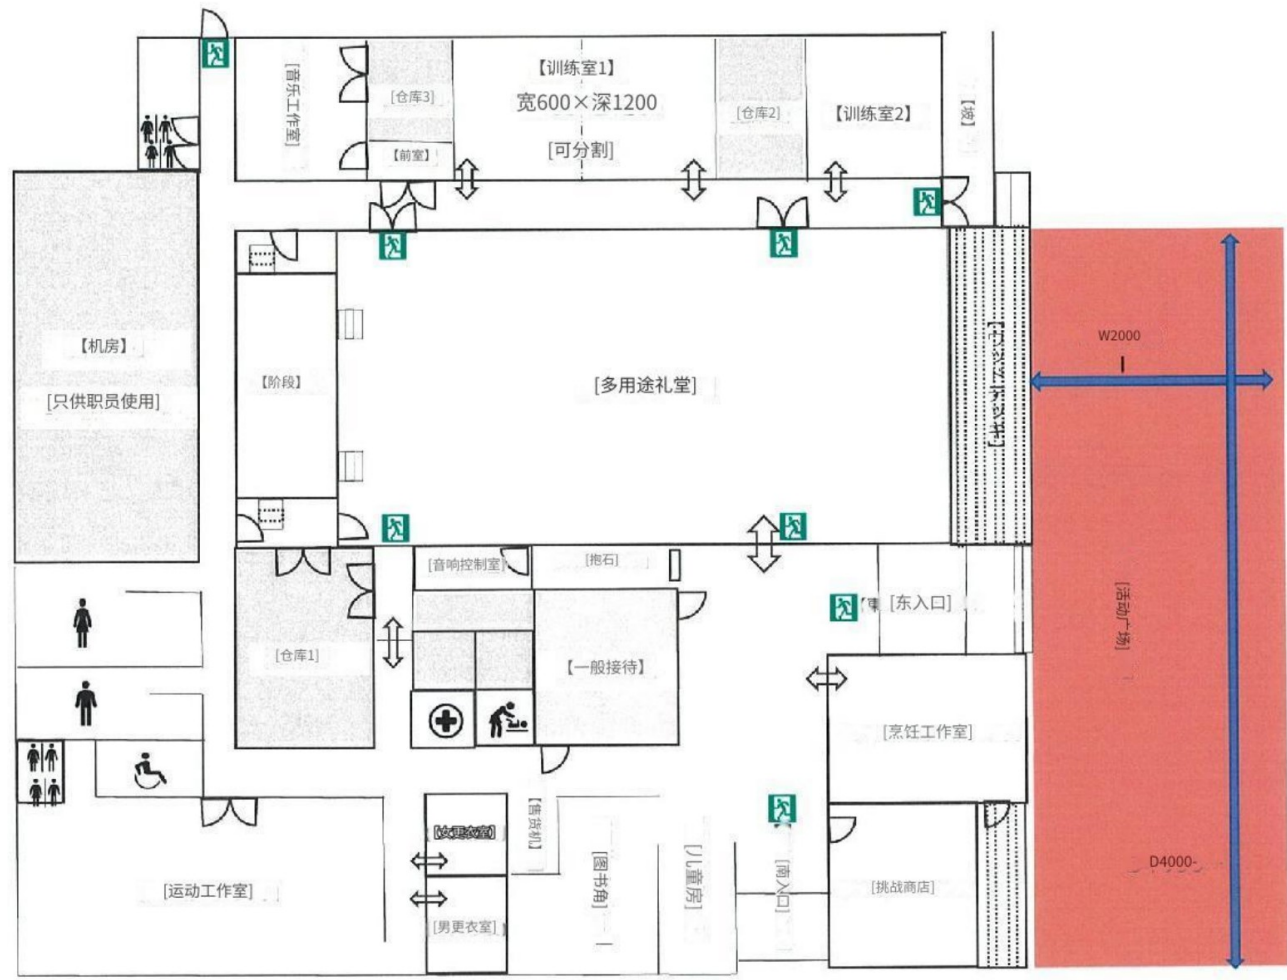 [音乐工作室]
[仓库3]
【前室】
【训练室1】
宽600×深1200
[可分割]
[仓库2]
【训练室2】
【坡】
【机房】
[只供职员使用]
【阶段】
[多用途礼堂]
W2000
[音响控制室]
[抱石]
[仓库1]
【一般接待】
[东入口]
[活动广场]
[烹饪工作室]
【女更衣室】
[男更衣室]
【售货机】
[图书角]
[儿童房]
[南入口]
[挑战商店]
[运动工作室]
D4000-